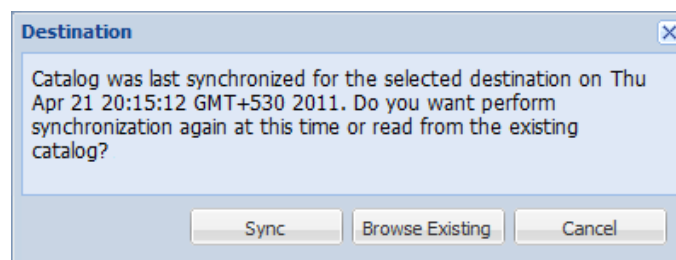 Destination
Catalog was last synchronized for the selected destination on Thu
Apr 21 20:15:12 GMT+530 2011. Do you want perform
synchronization again at this time or read from the existing
catalog?
Sync Browse Existing Cancel